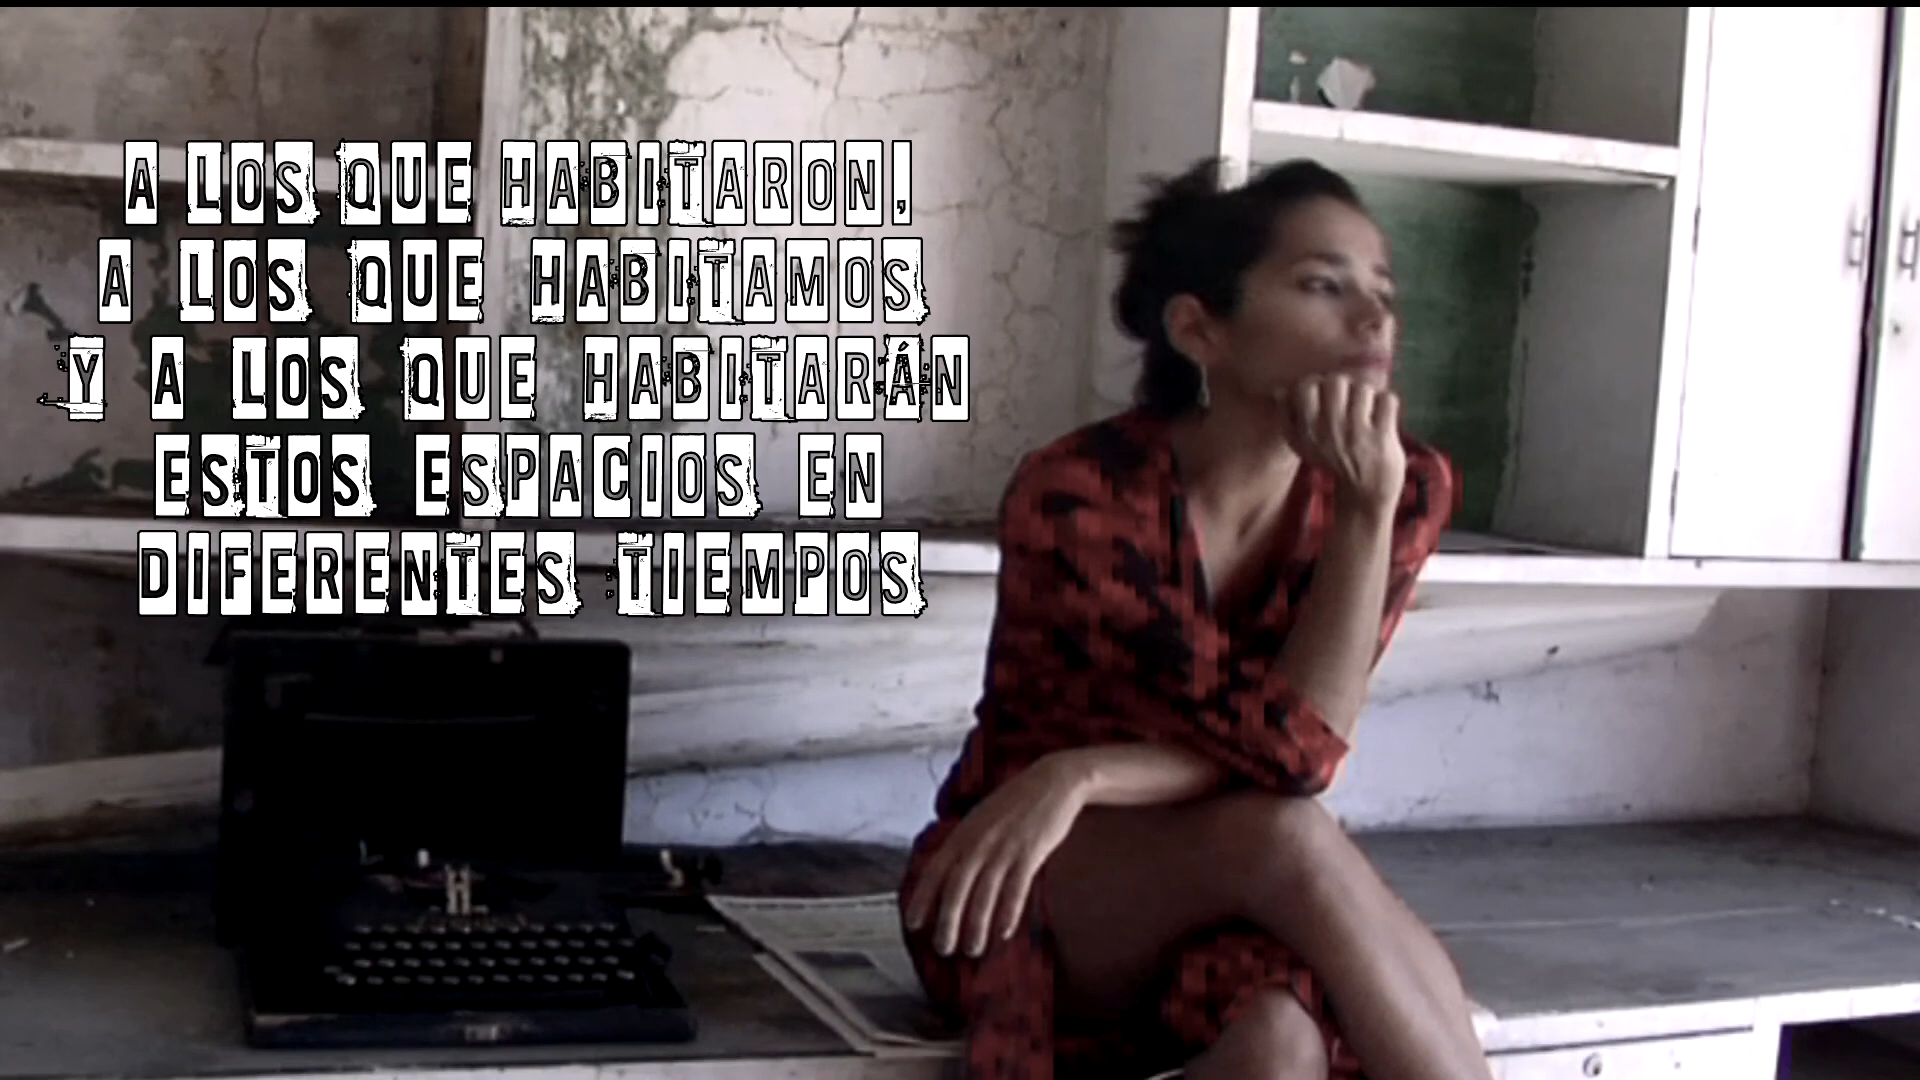 A LOS QUE HABITARON,
A LOS QUE HABITAMOS
Y A LOS QUE HABITARÁN
ESTOS ESPACIOS EN
DIFERENTES TIEMPOS